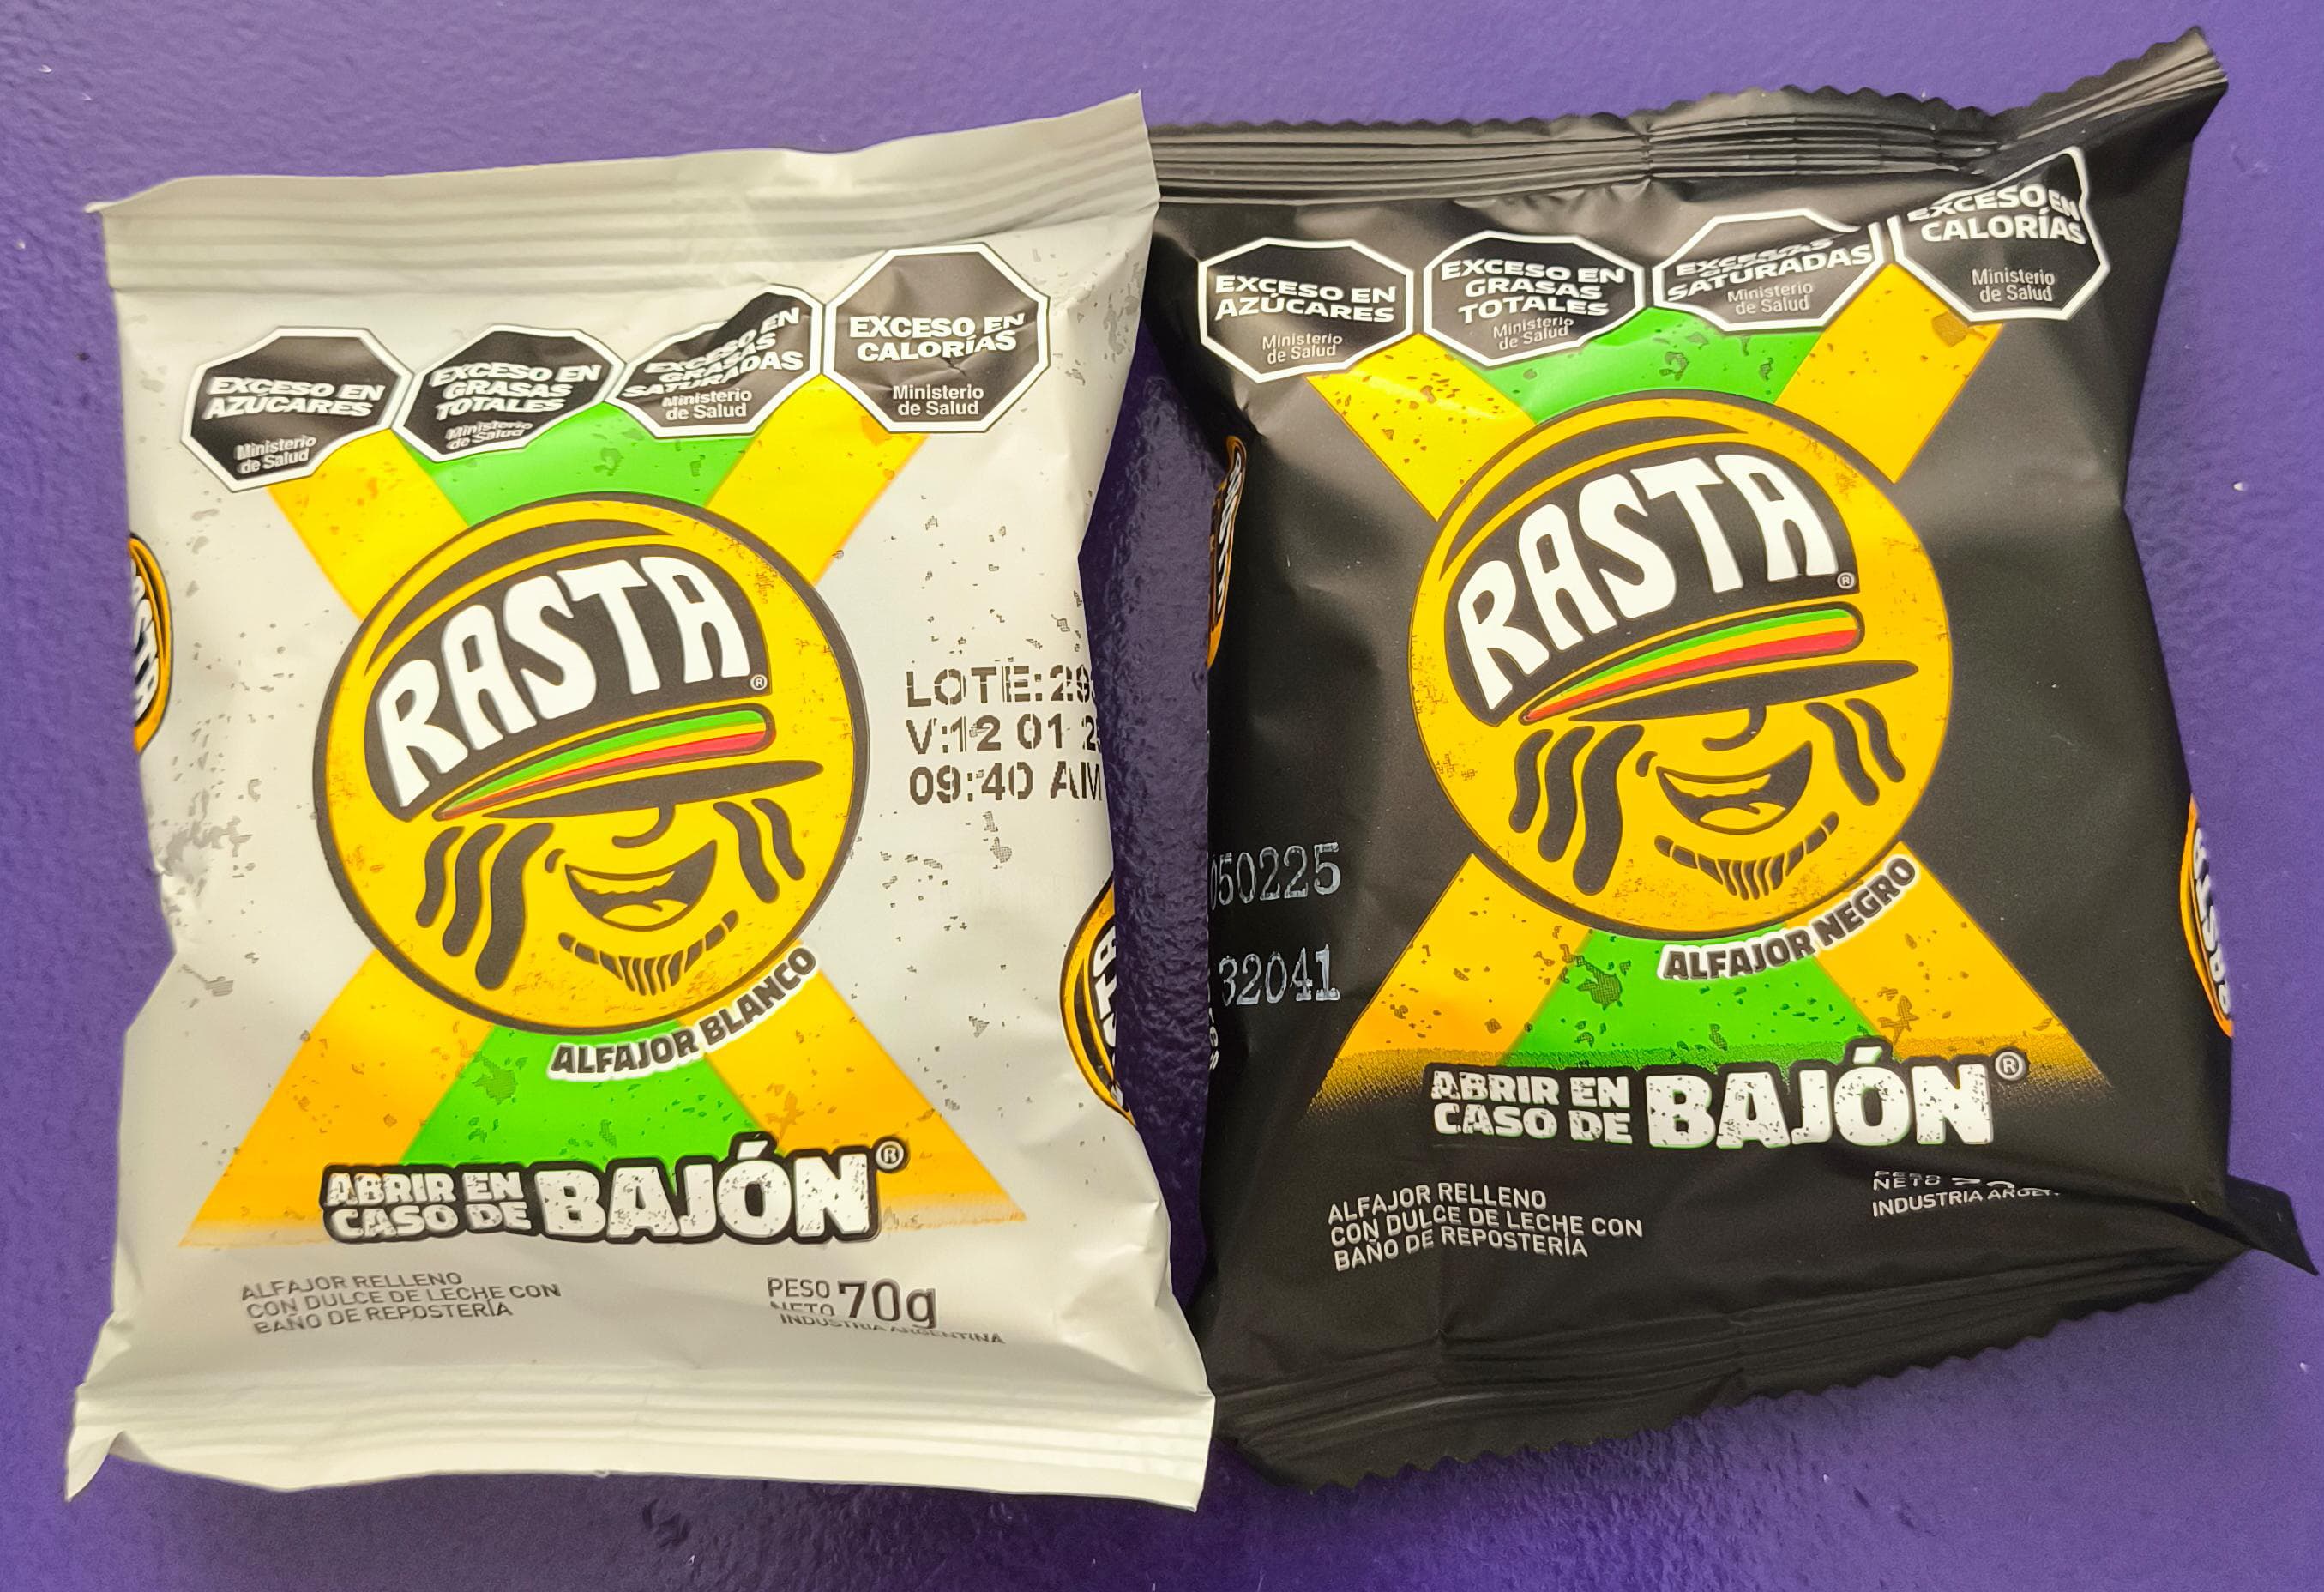 EXCESO EN
AZÚCARES
Ministerio
de Salud
EXCESO EN
GRASAS
TOTALES
Ministerio
de Salud
EXCESO EN
GRASAS
SATURADAS
Ministerio
de Salud
EXCESO EN
CALORÍAS
Ministerio
de Salud
RASTA
®
LOTE:29
V:12 01 2
09:40 AM
ALFAJOR BLANCO
ABRIR EN
CASO DE BAJÓN®
ALFAJOR RELLENO
CON DULCE DE LECHE CON
BAÑO DE REPOSTERÍA
PESO
NETO 70g
INDUSTRIA ARGENTINA
EXCESO EN
AZÚCARES
Ministerio
de Salud
EXCESO EN
GRASAS
TOTALES
Ministerio
de Salud
SATURADAS
Ministerio
de Salud
EXCESO EN
CALORÍAS
Ministerio
de Salud
RASTA
®
050225
32041
ALFAJOR NEGRO
ABRIR EN
CASO DE BAJÓN®
ALFAJOR RELLENO
CON DULCE DE LECHE CON
BAÑO DE REPOSTERÍA
PESO
NETO
INDUSTRIA
RASTA
RASTA